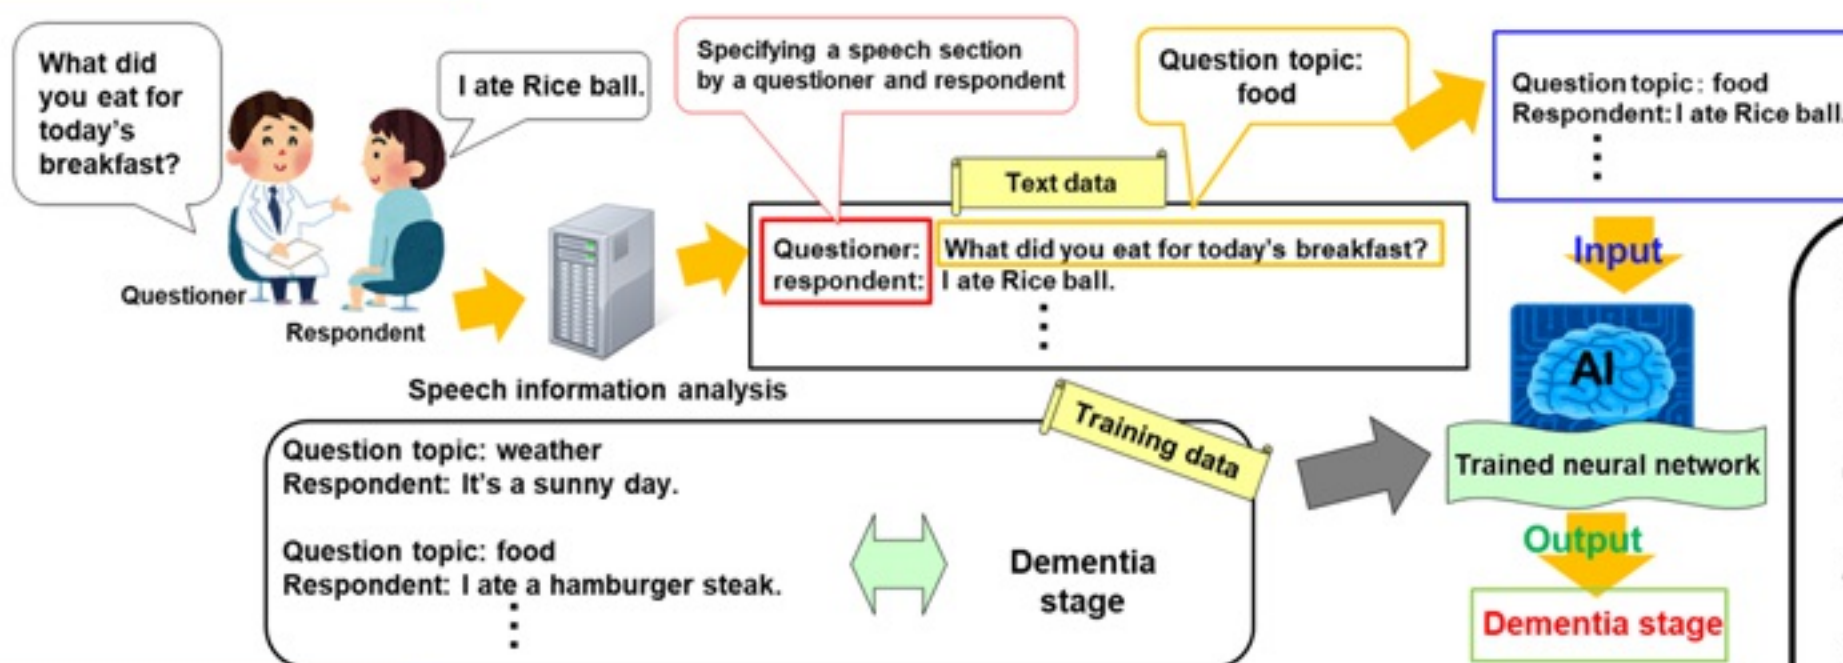 What did
you eat for
today's
breakfast?
I ate Rice ball.
Questioner
Respondent
Specifying a speech section
by a questioner and respondent
Question topic:
food
Text data
Questioner: What did you eat for today's breakfast?
respondent: I ate Rice ball.
Speech information analysis
Question topic: food
Respondent: I ate Rice ball.
Input
AI
Trained neural network
Output
Dementia stage
Training data
Question topic: weather
Respondent: It's a sunny day.
Question topic: food
Respondent: I ate a hamburger steak.
Dementia
stage